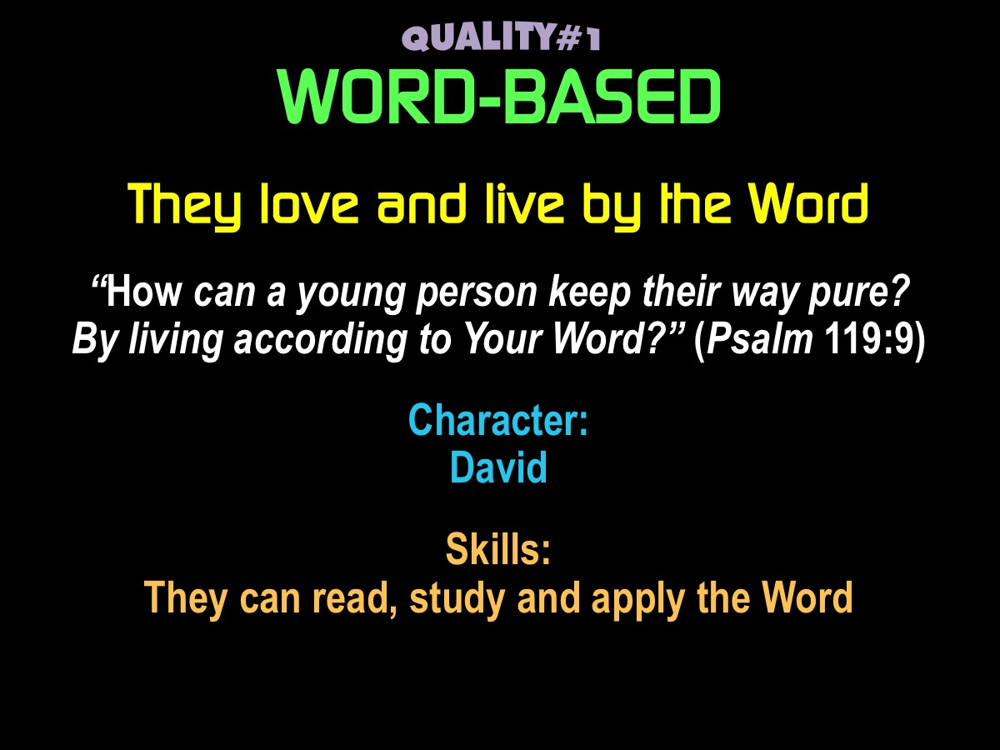 QUALITY#1
WORD-BASED
They love and live by the Word
“How can a young person keep their way pure?
By living according to Your Word?” (Psalm 119:9)
Character:
David
Skills:
They can read, study and apply the Word